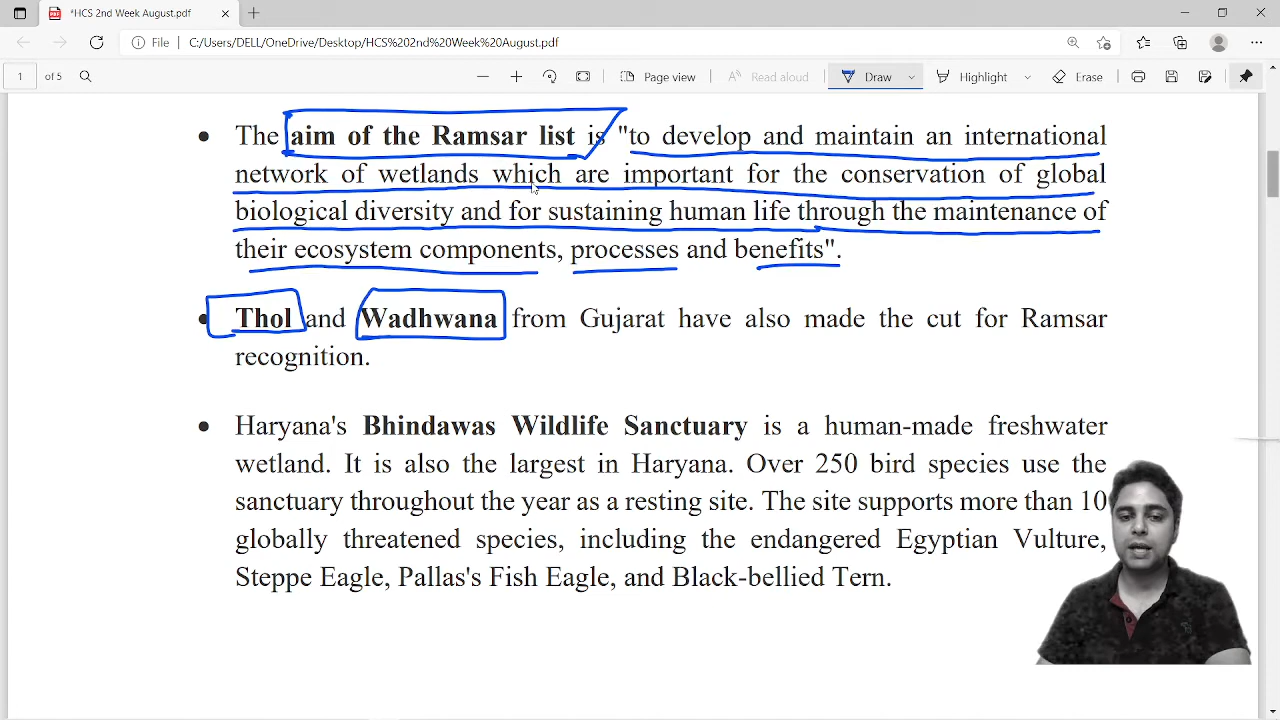 *HCS 2nd Week August.pdf
File C:/Users/DELL/OneDrive/Desktop/HCS%202nd%20Week%20August.pdf
1 of 5 Page view Read aloud Draw Highlight Erase
• The aim of the Ramsar list is "to develop and maintain an international
network of wetlands which are important for the conservation of global
biological diversity and for sustaining human life through the maintenance of
their ecosystem components, processes and benefits".
• Thol and Wadhwana from Gujarat have also made the cut for Ramsar
recognition.
• Haryana's Bhindawas Wildlife Sanctuary is a human-made freshwater
wetland. It is also the largest in Haryana. Over 250 bird species use the
sanctuary throughout the year as a resting site. The site supports more than 10
globally threatened species, including the endangered Egyptian Vulture,
Steppe Eagle, Pallas's Fish Eagle, and Black-bellied Tern.